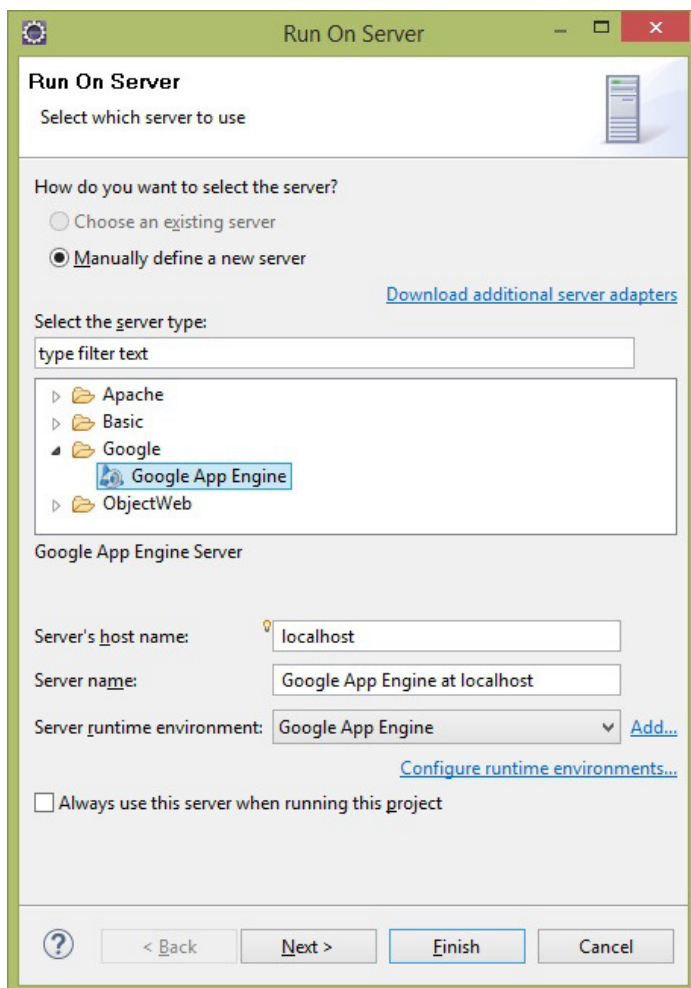 Run On Server
Run On Server
Select which server to use
How do you want to select the server?
Choose an existing server
Manually define a new server
Download additional server adapters
Select the server type:
type filter text
Apache
Basic
Google
Google App Engine
ObjectWeb
Google App Engine Server
Server's host name: localhost
Server name: Google App Engine at localhost
Server runtime environment: Google App Engine Add...
Configure runtime environments...
Always use this server when running this project
? < Back Next > Finish Cancel